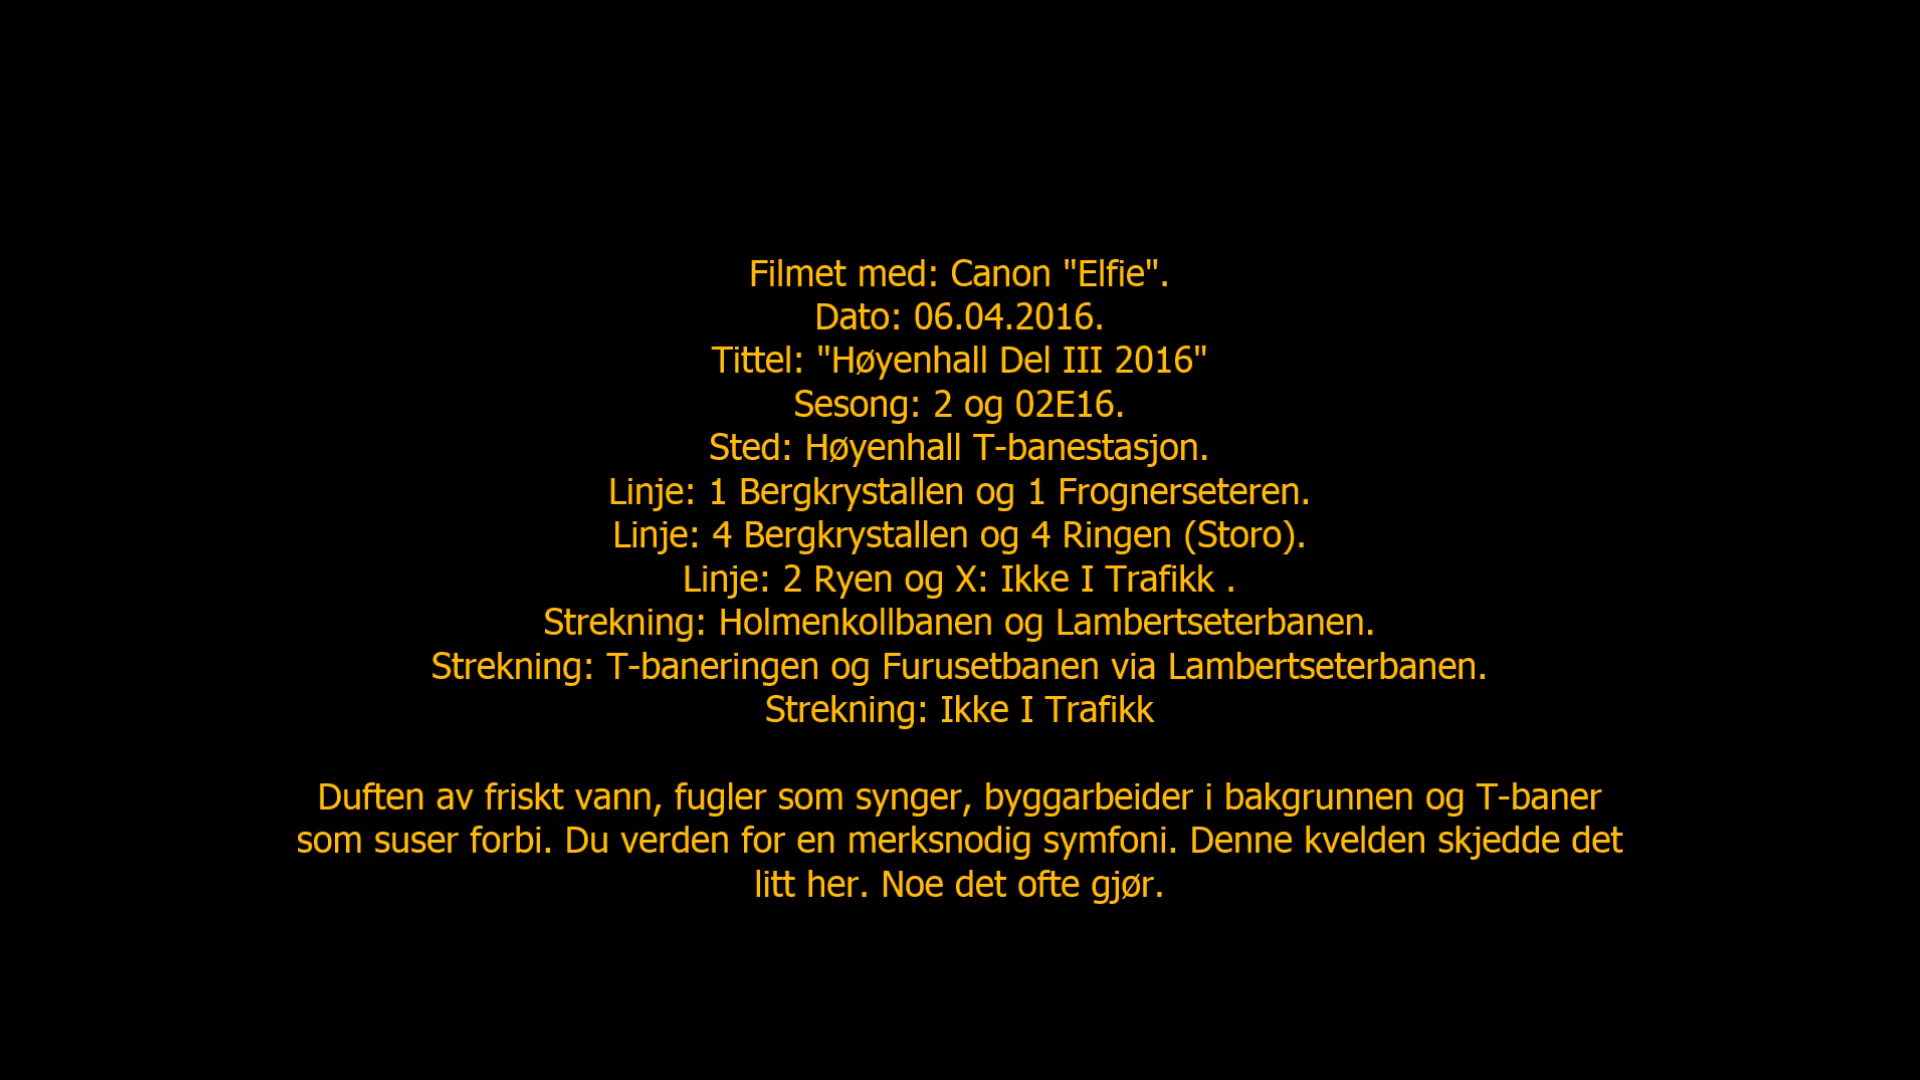 Filmet med: Canon "Elfie".
Dato: 06.04.2016.
Tittel: "Høyenhall Del III 2016"
Sesong: 2 og 02E16.
Sted: Høyenhall T-banestasjon.
Linje: 1 Bergkrystallen og 1 Frognerseteren.
Linje: 4 Bergkrystallen og 4 Ringen (Storo).
Linje: 2 Ryen og X: Ikke I Trafikk .
Strekning: Holmenkollbanen og Lambertseterbanen.
Strekning: T-baneringen og Furusetbanen via Lambertseterbanen.
Strekning: Ikke I Trafikk
Duften av friskt vann, fugler som synger, byggarbeider i bakgrunnen og T-baner
som suser forbi. Du verden for en merksnodig symfoni. Denne kvelden skjedde det
litt her. Noe det ofte gjør.